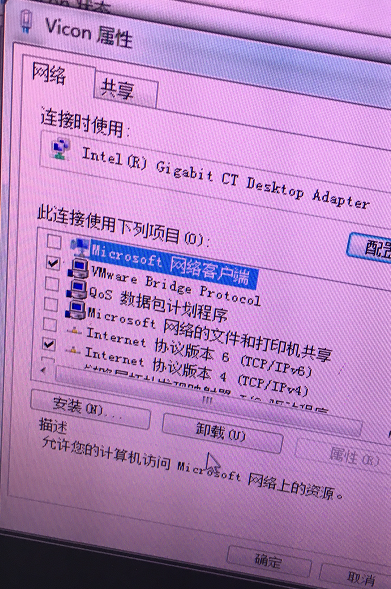 Vicon 属性
网络
共享
连接时使用:
Intel(R) Gigabit CT Desktop Adapter
配置
此连接使用下列项目(O):
Microsoft 网络客户端
VMware Bridge Protocol
QoS 数据包计划程序
Microsoft 网络的文件和打印机共享
Internet 协议版本 6 (TCP/IPv6)
Internet 协议版本 4 (TCP/IPv4)
安装(N)...
卸载(U)
属性(R)
描述
允许您的计算机访问 Microsoft 网络上的资源。
确定
取消